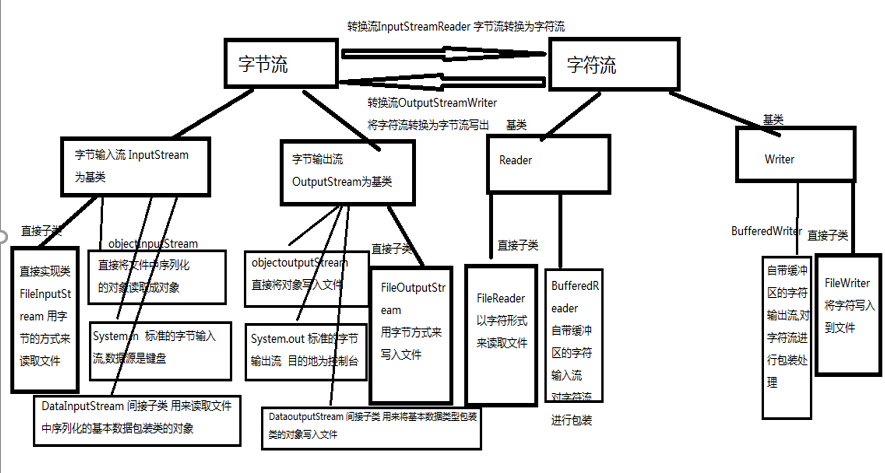 转换流InputStreamReader 字节流转换为字符流
字节流
字符流
转换流OutputStreamWriter
将字符流转换为字节流写出
基类
基类
字节输入流 InputStream
为基类
字节输出流
OutputStream为基类
Reader
Writer
直接子类
直接实现类
FileInputSt
ream 用字
节的方式来
读取文件
objectInputStream
直接将文件中序列化
的对象读取成对象
System.in 标准的字节输入
流,数据源是键盘
DataInputStream 间接子类 用来读取文件
中序列化的基本数据包装类的对象
objectoutputStream
直接将对象写入文件
System.out 标准的字节
输出流 目的地为控制台
DataoutputStream 间接子类 用来将基本数据类型包装
类的对象写入文件
直接子类
FileOutputStr
eam
用字节方式来
写入文件
直接子类
FileReader
以字符形式
来读取文件
BufferedR
eader
自带缓冲
区的字符
输入流
对字符流
进行包装
BufferedWriter
自带缓冲
区的字符
输出流,对
字符流进
行包装处
理
直接子类
FileWriter
将字符写入
到文件